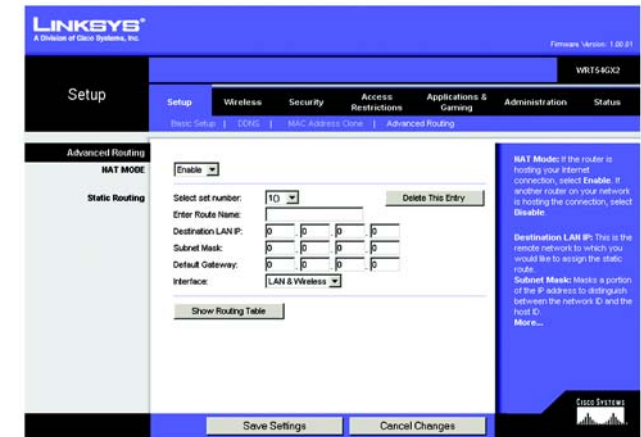 LINKSYS®
A Division of Cisco Systems, Inc.
Firmware Version: 1.00.01
WRT54GX2
Setup
Setup
Wireless
Security
Access Restrictions
Applications & Gaming
Administration
Status
Basic Setup | DDNS | MAC Address Clone | Advanced Routing
Advanced Routing
NAT MODE
Enable
Static Routing
Select set number:
1()
Delete This Entry
Enter Route Name:
Destination LAN IP: 0 . 0 . 0 . 0
Subnet Mask: 0 . 0 . 0 . 0
Default Gateway: 0 . 0 . 0 . 0
Interface: LAN & Wireless
Show Routing Table
NAT Mode: If the router is
hosting your Internet
connection, select Enable. If
another router on your network
is hosting the connection, select
Disable.
Destination LAN IP: This is the
remote network to which you
would like to assign the static
route.
Subnet Mask: Masks a portion
of the IP address to distinguish
between the network ID and the
host ID.
More...
Save Settings
Cancel Changes
CISCO SYSTEMS